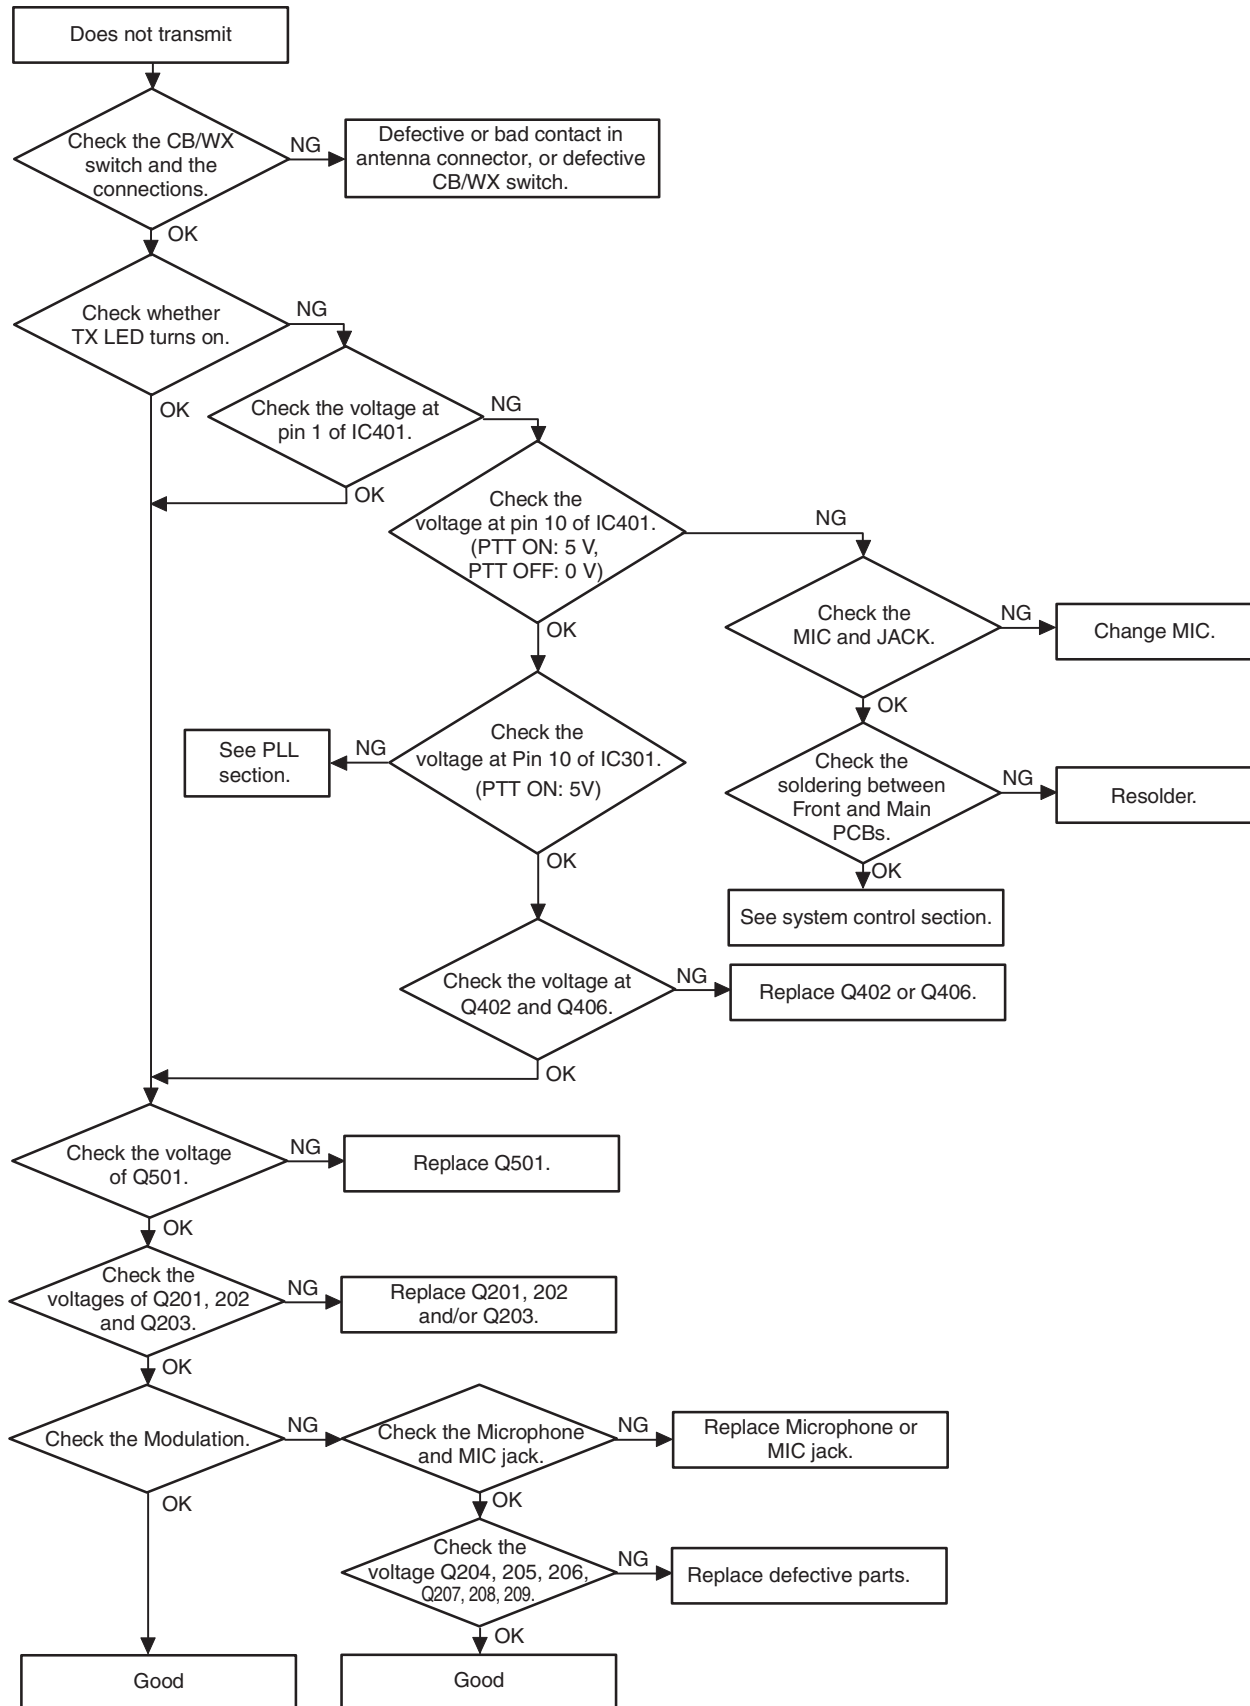 Does not transmit
Check the CB/WX
switch and the
connections.
NG
Defective or bad contact in
antenna connector, or defective
CB/WX switch.
OK
Check whether
TX LED turns on.
NG
OK
Check the voltage at
pin 1 of IC401.
NG
OK
Check the
voltage at pin 10 of IC401.
(PTT ON: 5 V,
PTT OFF: 0 V)
NG
OK
Check the
MIC and JACK.
NG
Change MIC.
OK
Check the
voltage at Pin 10 of IC301.
(PTT ON: 5V)
NG
See PLL
section.
OK
Check the
soldering between
Front and Main
PCBs.
NG
Resolder.
OK
See system control section.
Check the voltage at
Q402 and Q406.
NG
Replace Q402 or Q406.
OK
Check the voltage
of Q501.
NG
Replace Q501.
OK
Check the
voltages of Q201, 202
and Q203.
NG
Replace Q201, 202
and/or Q203.
OK
Check the Modulation.
NG
Check the Microphone
and MIC jack.
NG
Replace Microphone or
MIC jack.
OK
OK
Check the
voltage Q204, 205, 206,
Q207, 208, 209.
NG
Replace defective parts.
OK
Good
Good